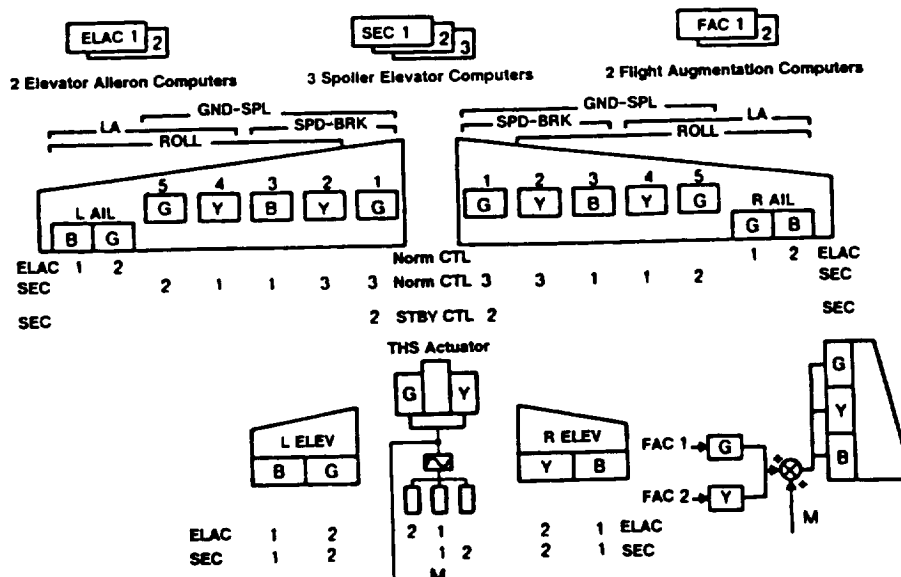 ELAC 1 2 SEC 1 2 3 FAC 1 2
2 Elevator Aileron Computers 3 Spoiler Elevator Computers 2 Flight Augmentation Computers
GND-SPL GND-SPL
LA SPD-BRK SPD-BRK LA
ROLL ROLL
5 4 3 2 1 1 2 3 4 5
G Y B Y G G Y B Y G
L AIL R AIL
B G G B
Norm CTL
ELAC 1 2 1 2 ELAC
SEC 2 1 1 3 3 Norm CTL 3 3 1 1 2 SEC
SEC 2 STBY CTL 2 SEC
THS Actuator
G Y
G
Y
B
L ELEV R ELEV
B G Y B
FAC 1 G
FAC 2 Y
+ +
M
ELAC 1 2 2 1 2 1 ELAC
SEC 1 2 1 2 2 1 SEC
M